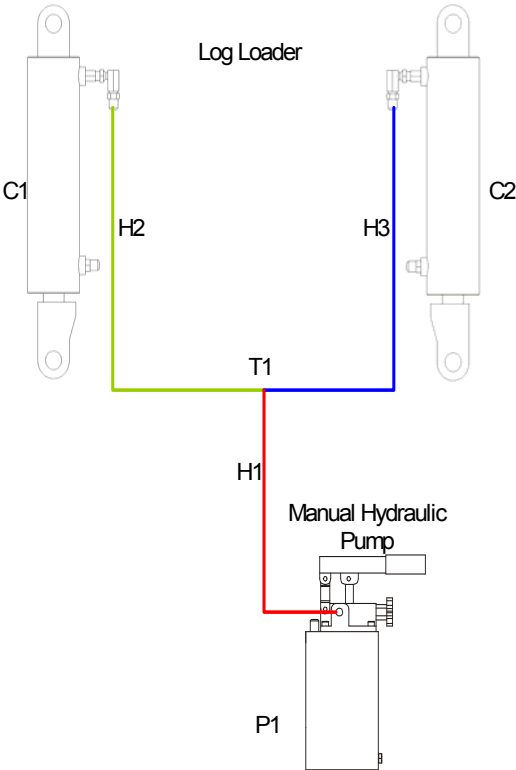 Log Loader
C1
C2
H2
H3
T1
H1
Manual Hydraulic
Pump
P1